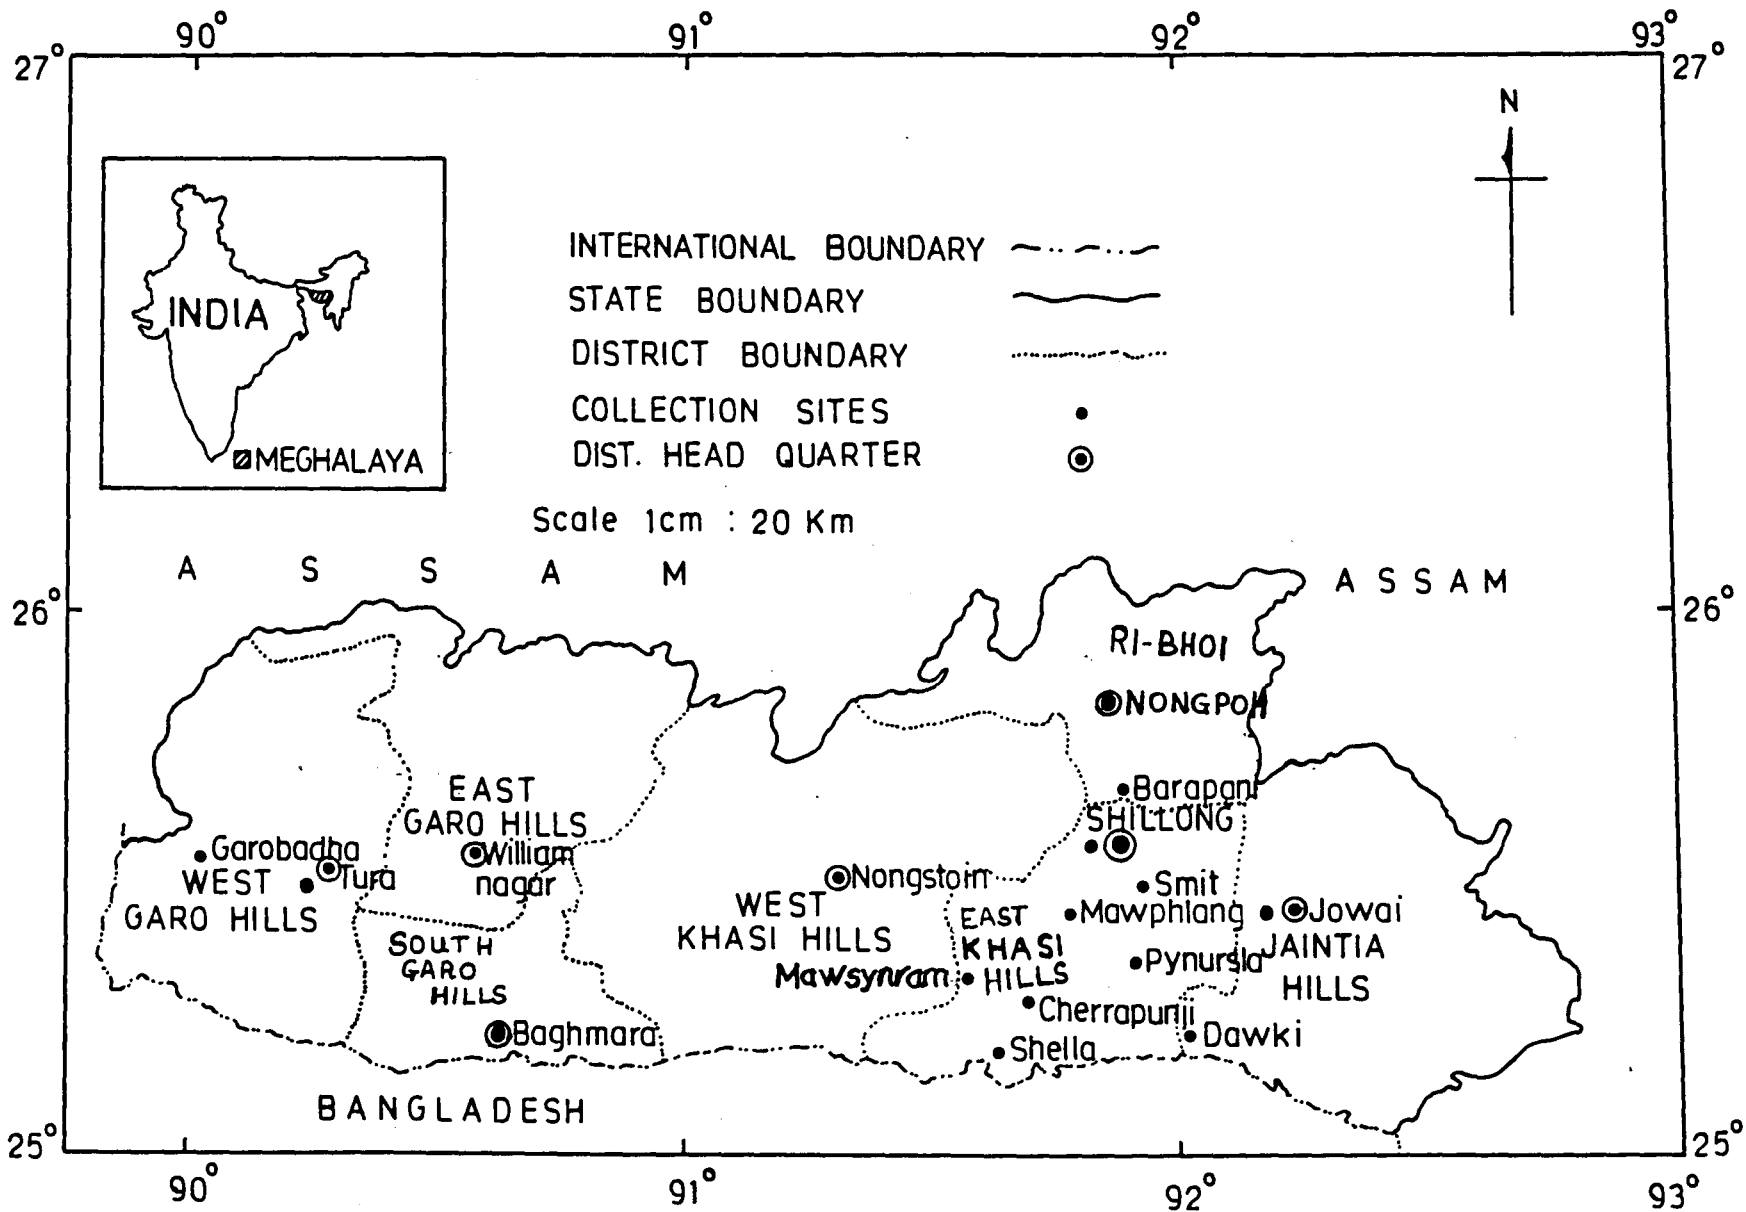 90° 91° 92° 93°
27° 27°
N
INDIA
MEGHALAYA
INTERNATIONAL BOUNDARY
STATE BOUNDARY
DISTRICT BOUNDARY
COLLECTION SITES
DIST. HEAD QUARTER
Scale 1cm : 20 Km
A S S A M
ASSAM
26° 26°
RI-BHOI
NONGPOH
Barapani
SHILLONG
EAST
GARO HILLS
William
nagar
Garobadha
Tura
WEST
GARO HILLS
Nongstoin
WEST
KHASI HILLS
Smit
Mawphlang
EAST
KHASI
HILLS
Jowai
JAINTIA
HILLS
SOUTH
GARO
HILLS
Mawsynram
Pynursla
Cherrapunji
Baghmara
Shella
Dawki
BANGLADESH
25° 25°
90° 91° 92° 93°